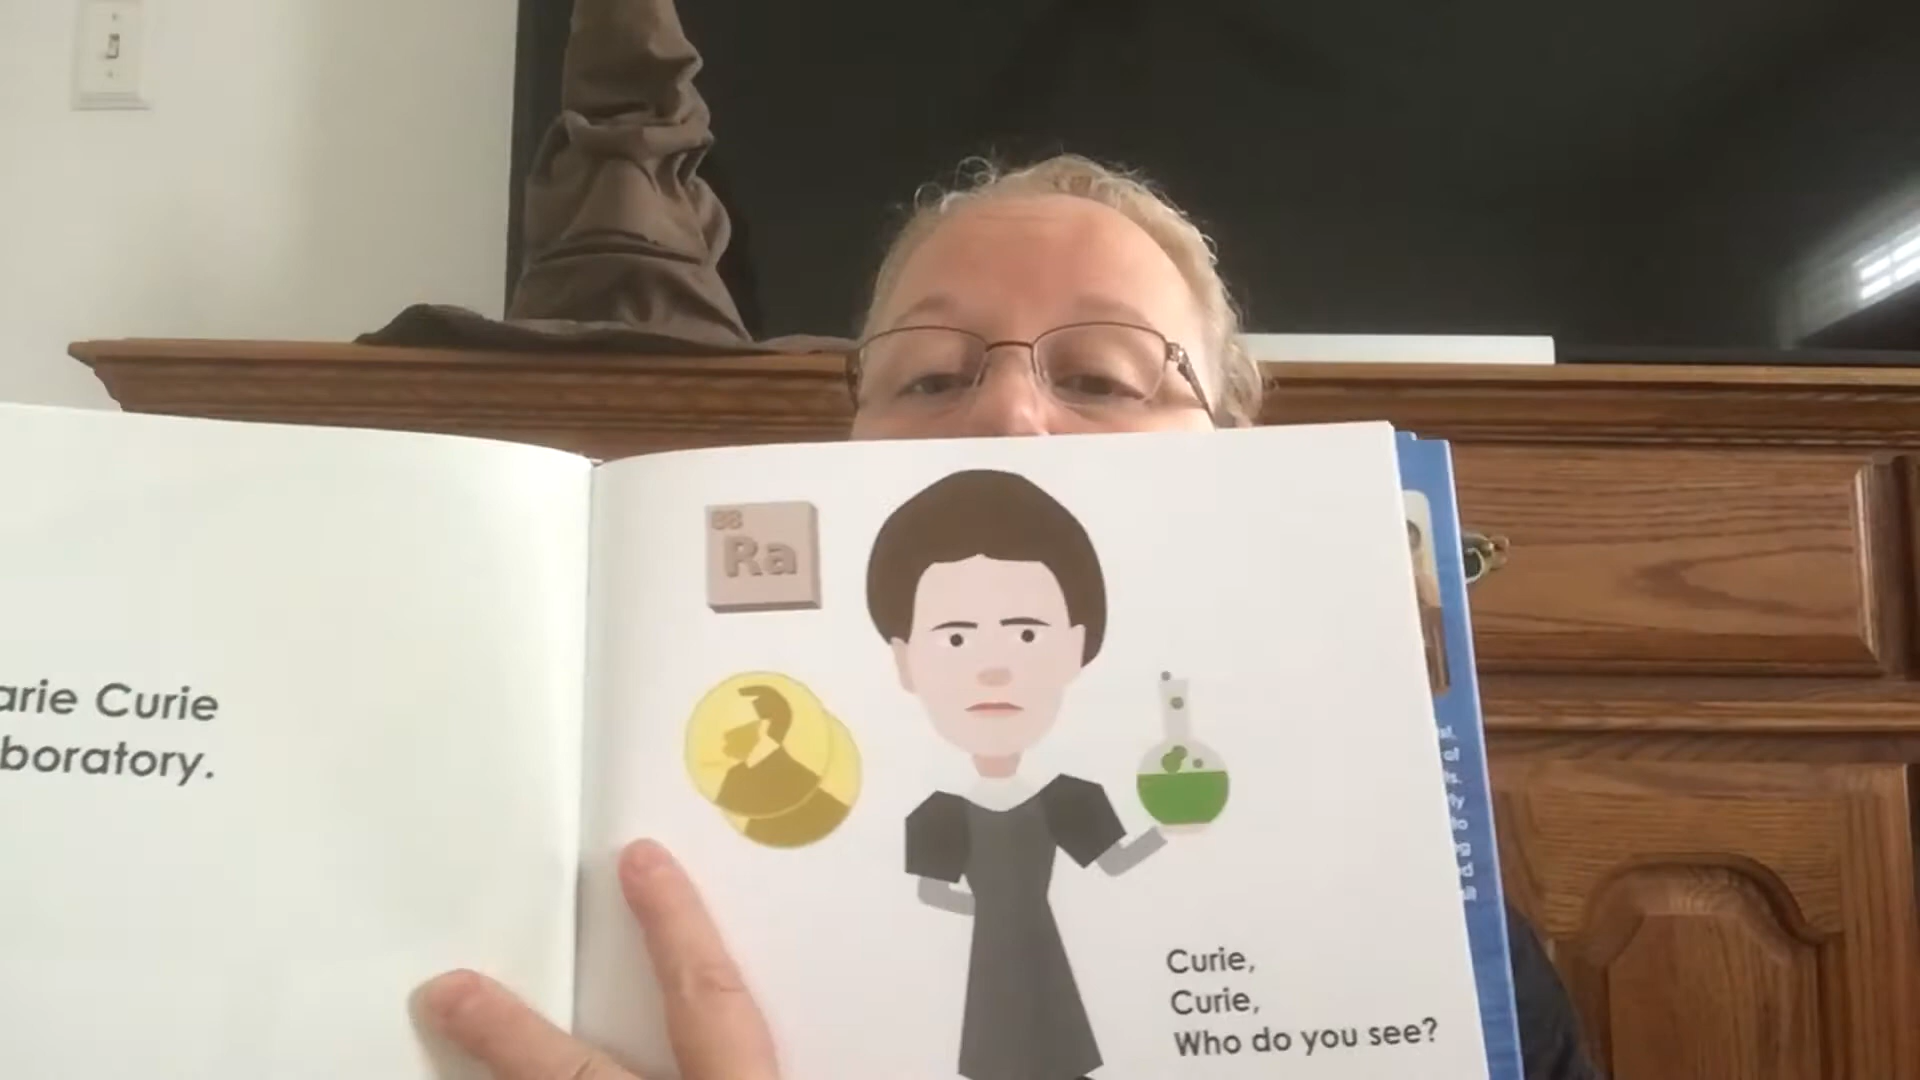 arie Curie
boratory.
88
Ra
Curie,
Curie,
Who do you see?